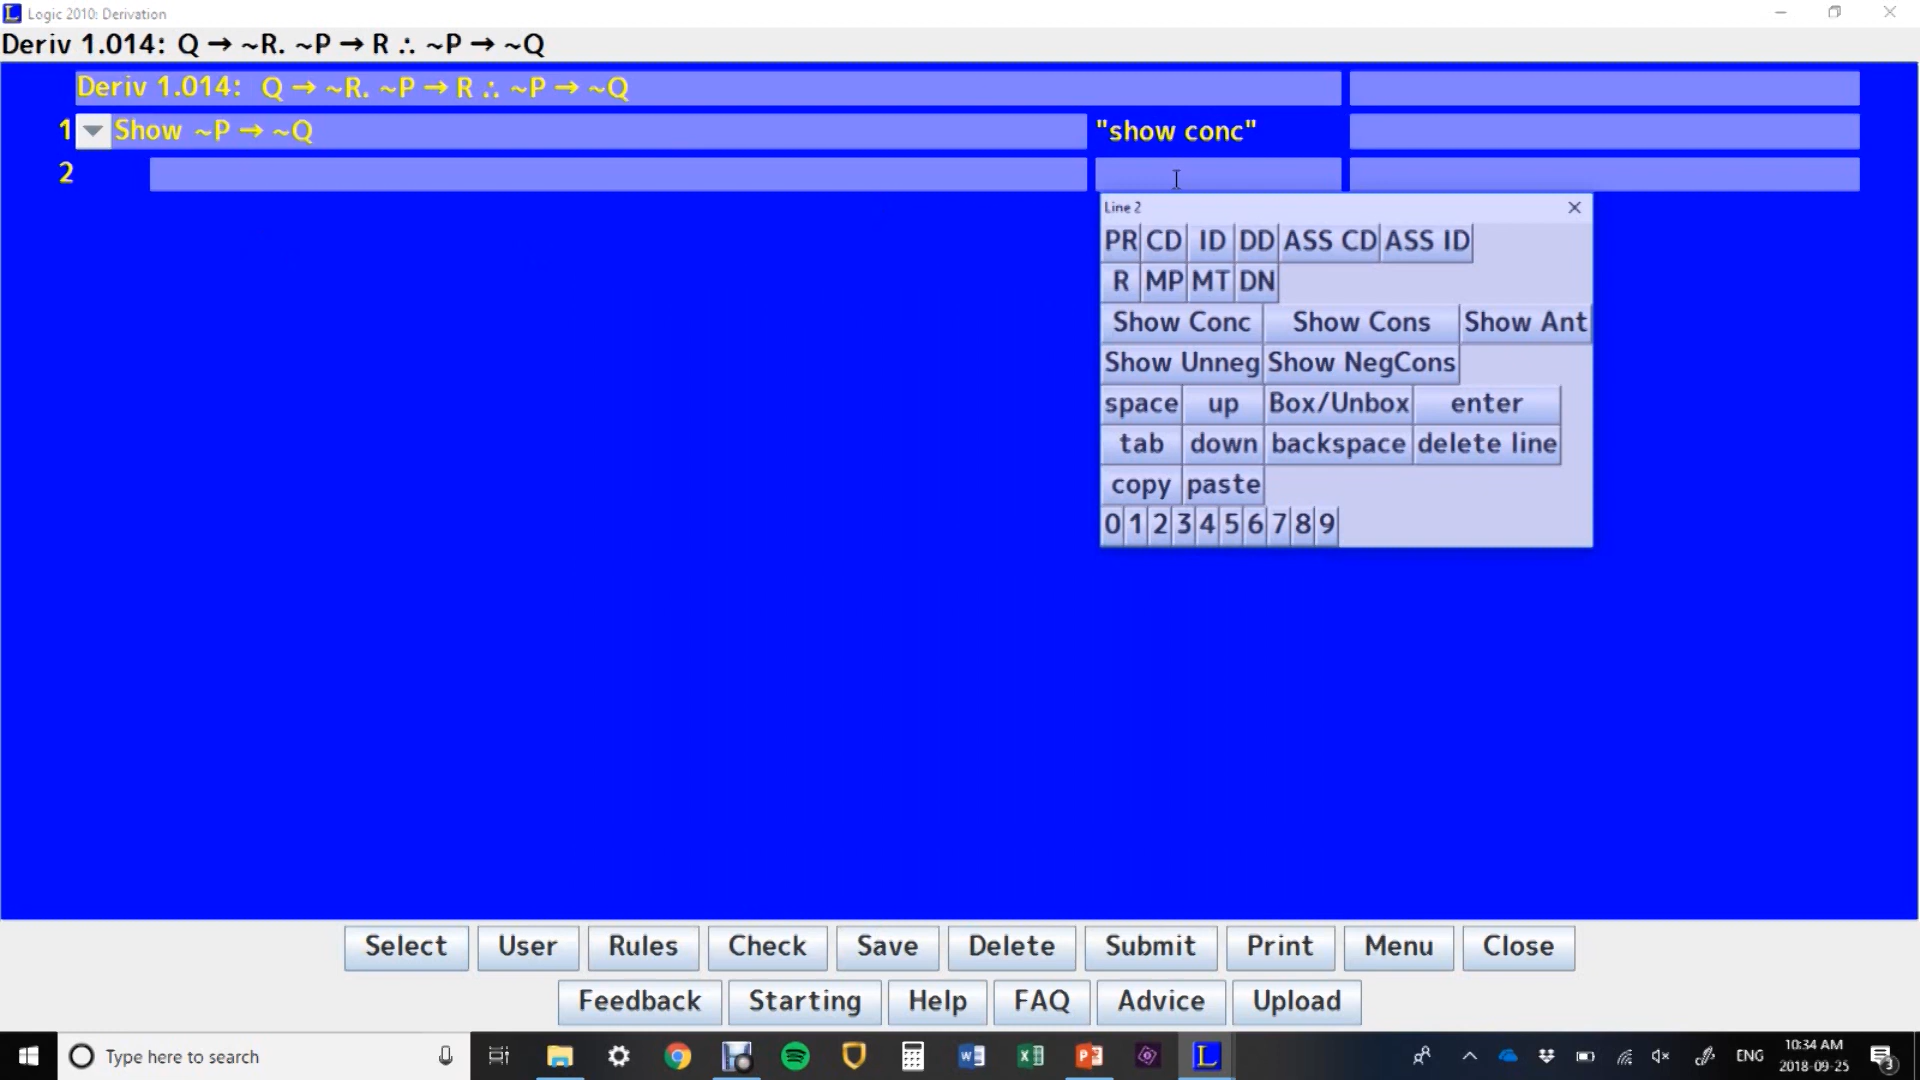 Logic 2010: Derivation
Deriv 1.014: Q → ~R. ~P → R ∴ ~P → ~Q
Deriv 1.014: Q → ~R. ~P → R ∴ ~P → ~Q
1 Show ~P → ~Q "show conc"
2
Line 2
PR CD ID DD ASS CD ASS ID
R MP MT DN
Show Conc Show Cons Show Ant
Show Unneg Show NegCons
space up Box/Unbox enter
tab down backspace delete line
copy paste
0 1 2 3 4 5 6 7 8 9
Select User Rules Check Save Delete Submit Print Menu Close
Feedback Starting Help FAQ Advice Upload
Type here to search
ENG
10:34 AM
2018-09-25
3